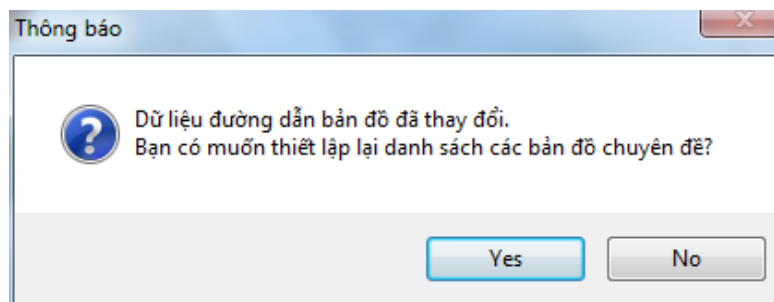 Thông báo
Dữ liệu đường dẫn bản đồ đã thay đổi.
Bạn có muốn thiết lập lại danh sách các bản đồ chuyên đề?
Yes
No